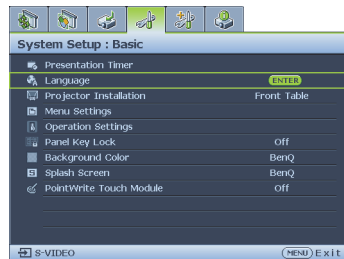 System Setup : Basic
Presentation Timer
Language ENTER
Projector Installation Front Table
Menu Settings
Operation Settings
Panel Key Lock Off
Background Color BenQ
Splash Screen BenQ
PointWrite Touch Module Off
S-VIDEO MENU Exit